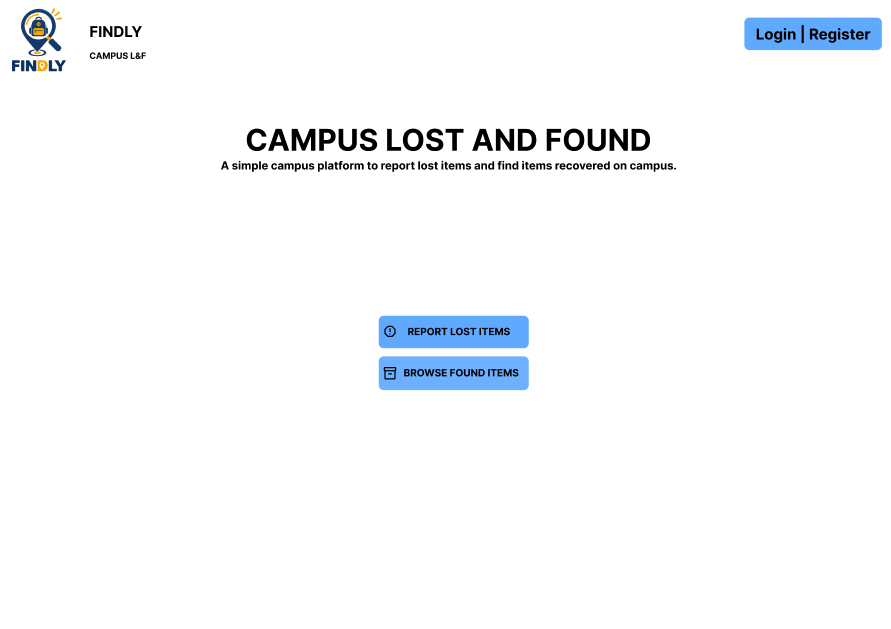 FINDLY
FINDLY
CAMPUS L&F
Login | Register
CAMPUS LOST AND FOUND
A simple campus platform to report lost items and find items recovered on campus.
REPORT LOST ITEMS
BROWSE FOUND ITEMS